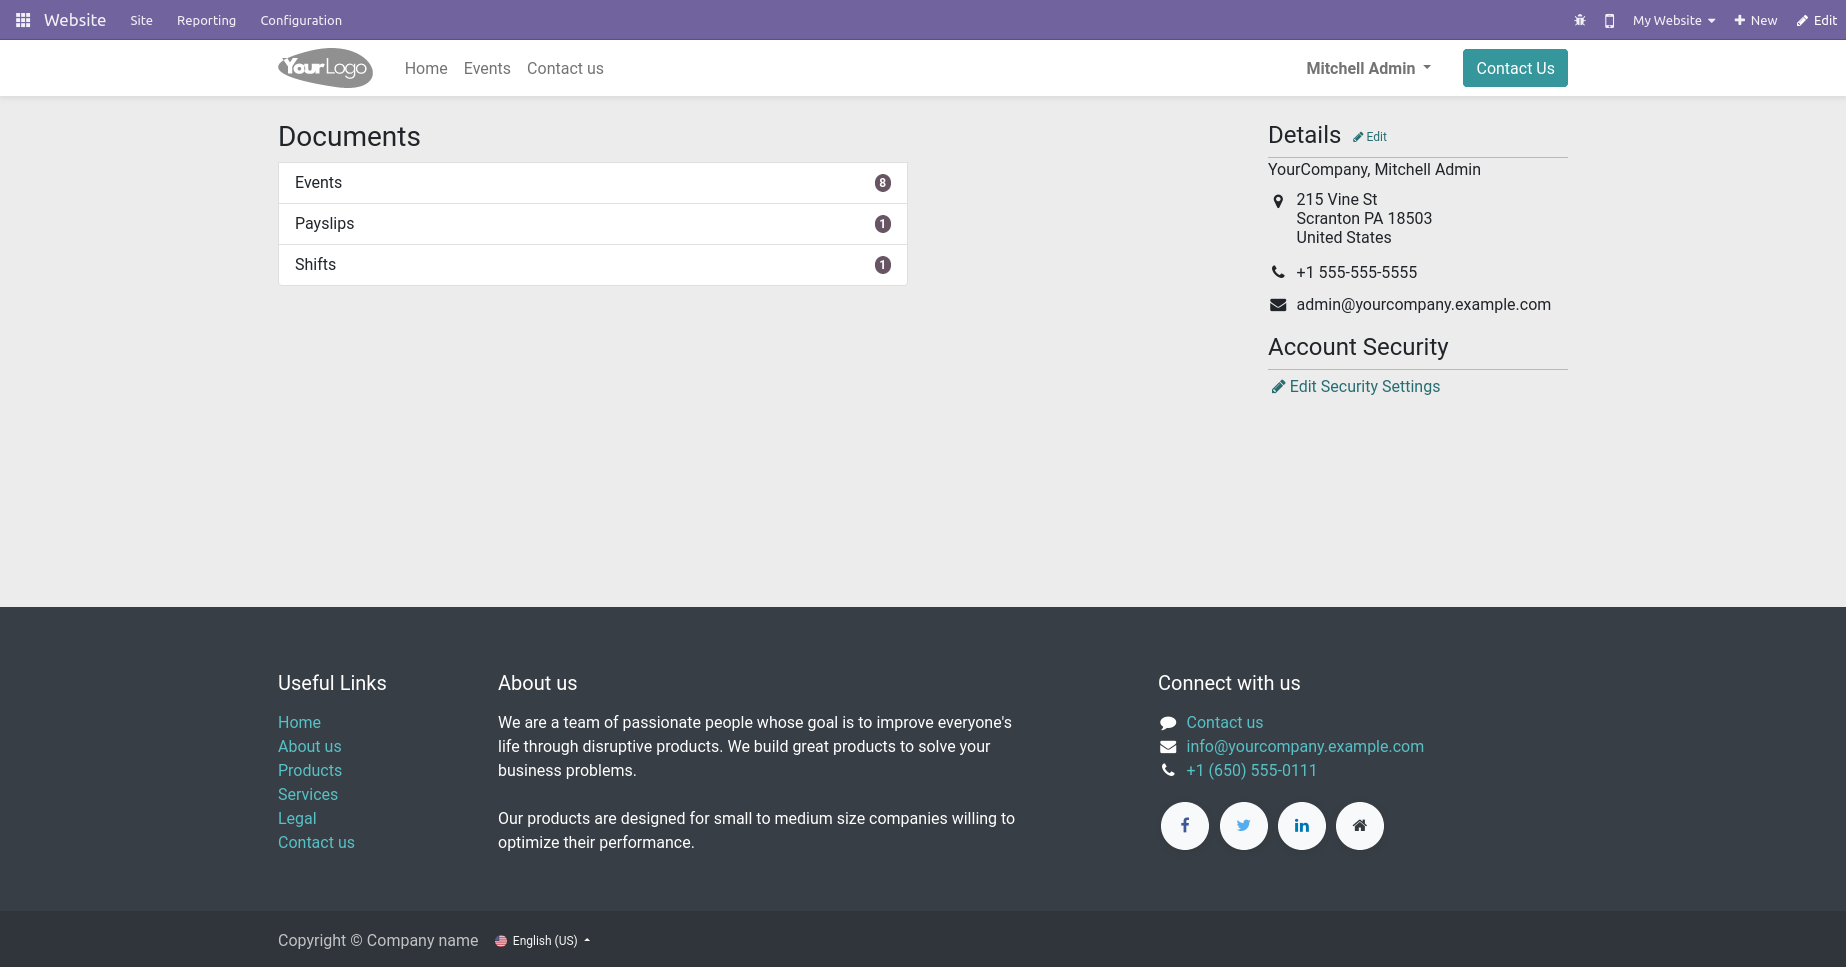 Website Site Reporting Configuration My Website New Edit
YourLogo Home Events Contact us Mitchell Admin Contact Us
Documents
Events 8
Payslips 1
Shifts 1
Details Edit
YourCompany, Mitchell Admin
215 Vine St
Scranton PA 18503
United States
+1 555-555-5555
admin@yourcompany.example.com
Account Security
Edit Security Settings
Useful Links
Home
About us
Products
Services
Legal
Contact us
About us
We are a team of passionate people whose goal is to improve everyone's
life through disruptive products. We build great products to solve your
business problems.
Our products are designed for small to medium size companies willing to
optimize their performance.
Connect with us
Contact us
info@yourcompany.example.com
+1 (650) 555-0111
Copyright © Company name English (US)